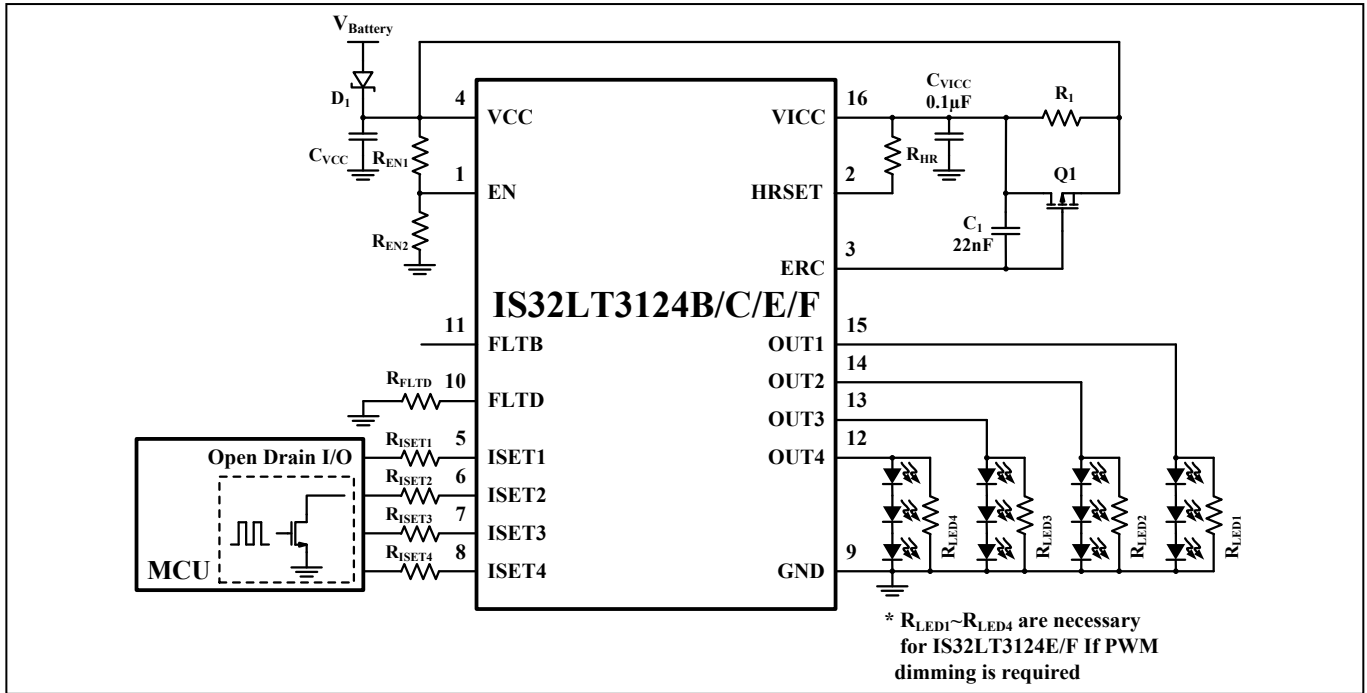 VBattery
D1
CVCC
REN1
REN2
4
VCC
1
EN
11
FLTB
RFLTD
10
FLTD
MCU
Open Drain I/O
RISET1
5
ISET1
RISET2
6
ISET2
RISET3
7
ISET3
RISET4
8
ISET4
IS32LT3124B/C/E/F
16
VICC
CVICC
0.1µF
R1
RHR
2
HRSET
Q1
C1
22nF
3
ERC
15
OUT1
14
OUT2
13
OUT3
12
OUT4
RLED4
RLED3
RLED2
RLED1
9
GND
* RLED1~RLED4 are necessary
for IS32LT3124E/F If PWM
dimming is required